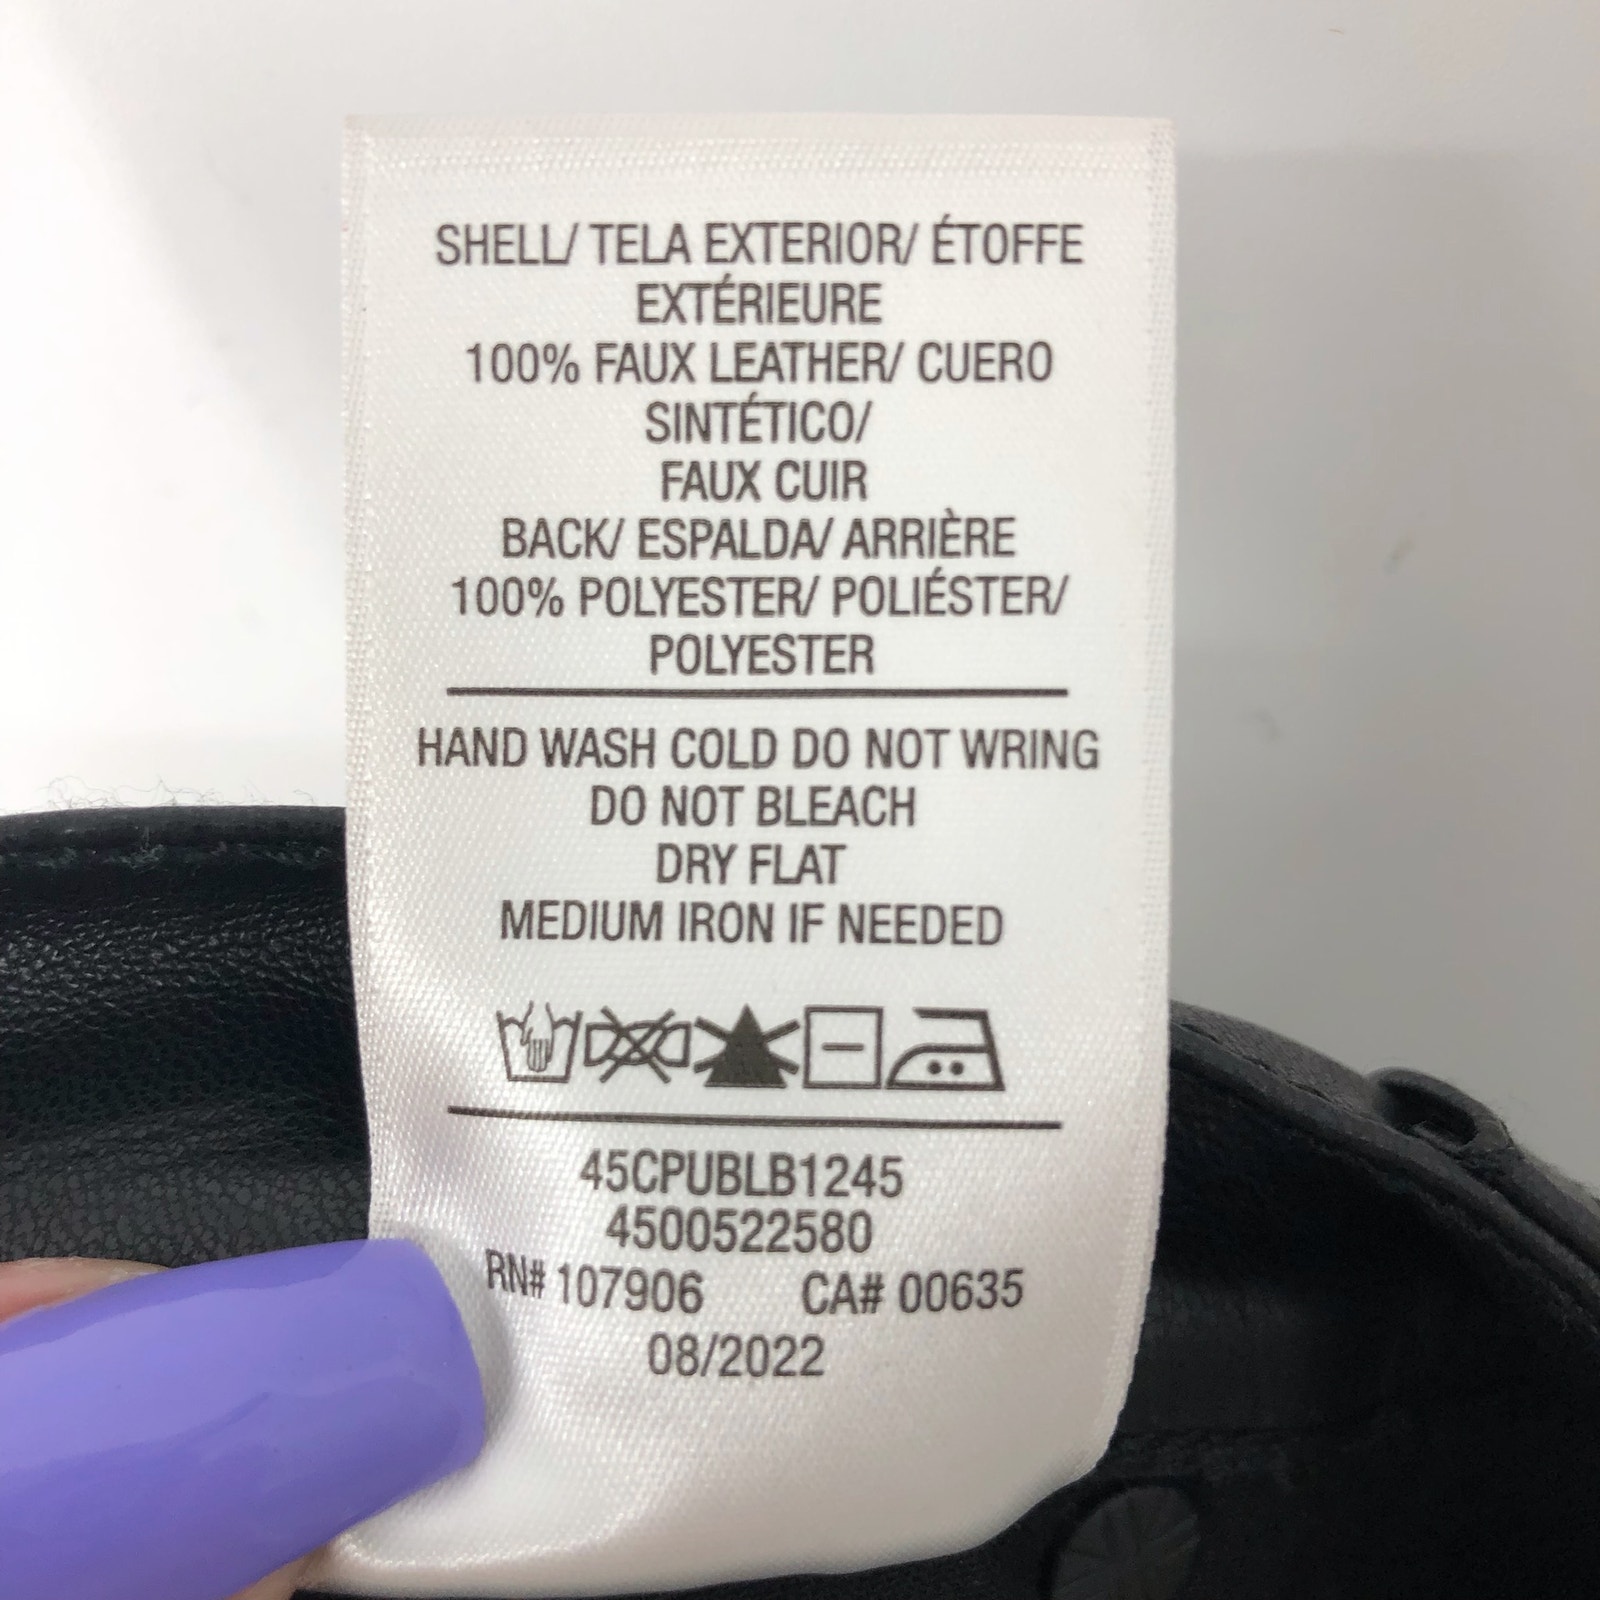 SHELL/ TELA EXTERIOR/ ÉTOFFE
EXTÉRIEURE
100% FAUX LEATHER/ CUERO
SINTÉTICO/
FAUX CUIR
BACK/ ESPALDA/ ARRIÈRE
100% POLYESTER/ POLIÉSTER/
POLYESTER
HAND WASH COLD DO NOT WRING
DO NOT BLEACH
DRY FLAT
MEDIUM IRON IF NEEDED
45CPUBLB1245
4500522580
RN# 107906 CA# 00635
08/2022